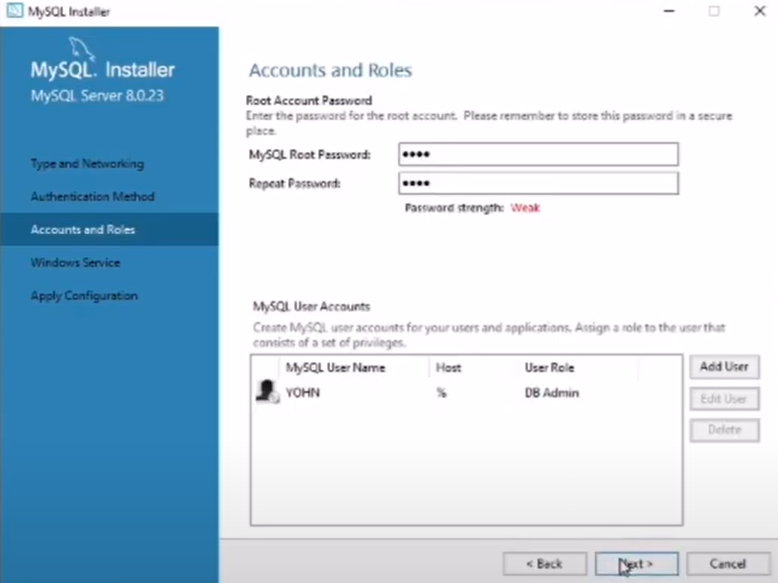 MySQL Installer
MySQL. Installer
MySQL Server 8.0.23
Type and Networking
Authentication Method
Accounts and Roles
Windows Service
Apply Configuration
Accounts and Roles
Root Account Password
Enter the password for the root account. Please remember to store this password in a secure
place.
MySQL Root Password: ••••
Repeat Password: ••••
Password strength: Weak
MySQL User Accounts
Create MySQL user accounts for your users and applications. Assign a role to the user that
consists of a set of privileges.
MySQL User Name Host User Role
YOHN % DB Admin
Add User
Edit User
Delete
< Back Next > Cancel